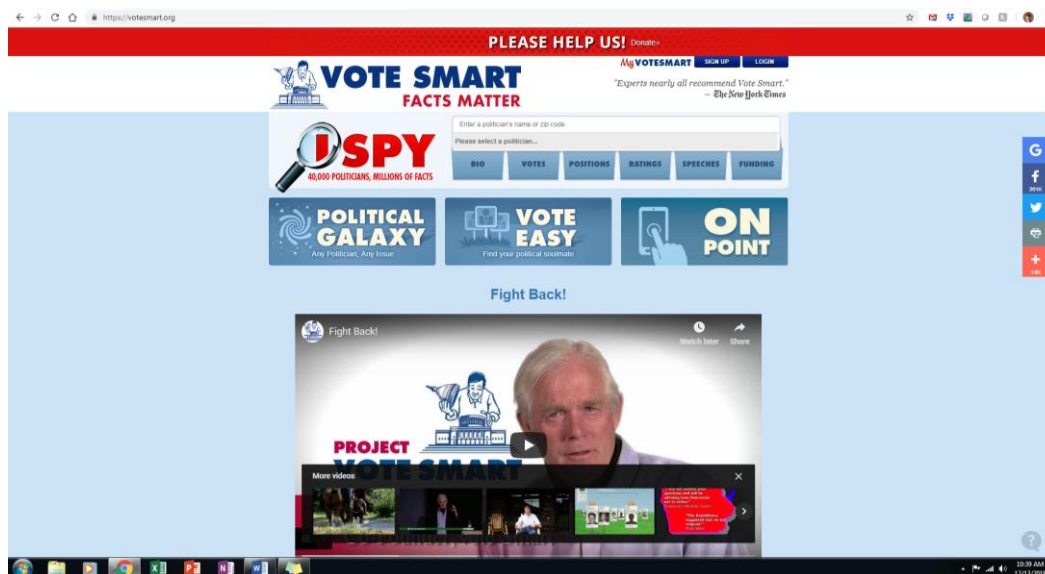 https://votesmart.org
PLEASE HELP US! Donate»
MyVOTESMART SIGN UP LOGIN
VOTE SMART
FACTS MATTER
"Experts nearly all recommend Vote Smart."
– The New York Times
Enter a politician's name or zip code
Please select a politician...
I SPY
40,000 POLITICIANS, MILLIONS OF FACTS
BIO VOTES POSITIONS RATINGS SPEECHES FUNDING
POLITICAL GALAXY
Any Politician, Any Issue
VOTE EASY
Find your political soulmate
ON POINT
Fight Back!
Fight Back!
Watch later Share
PROJECT
VOTE SMART
More videos
10:39 AM